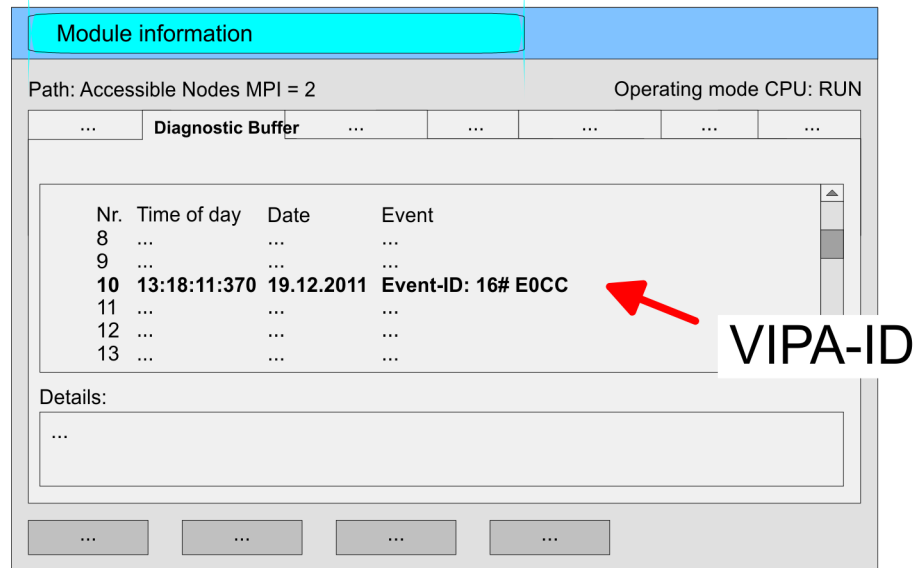 Module information
Path: Accessible Nodes MPI = 2 Operating mode CPU: RUN
... Diagnostic Buffer ... ... ... ... ...
Nr. Time of day Date Event
8 ... ... ...
9 ... ... ...
10 13:18:11:370 19.12.2011 Event-ID: 16# E0CC
11 ... ... ...
12 ... ... ...
13 ... ... ...
VIPA-ID
Details:
...
... ... ... ...